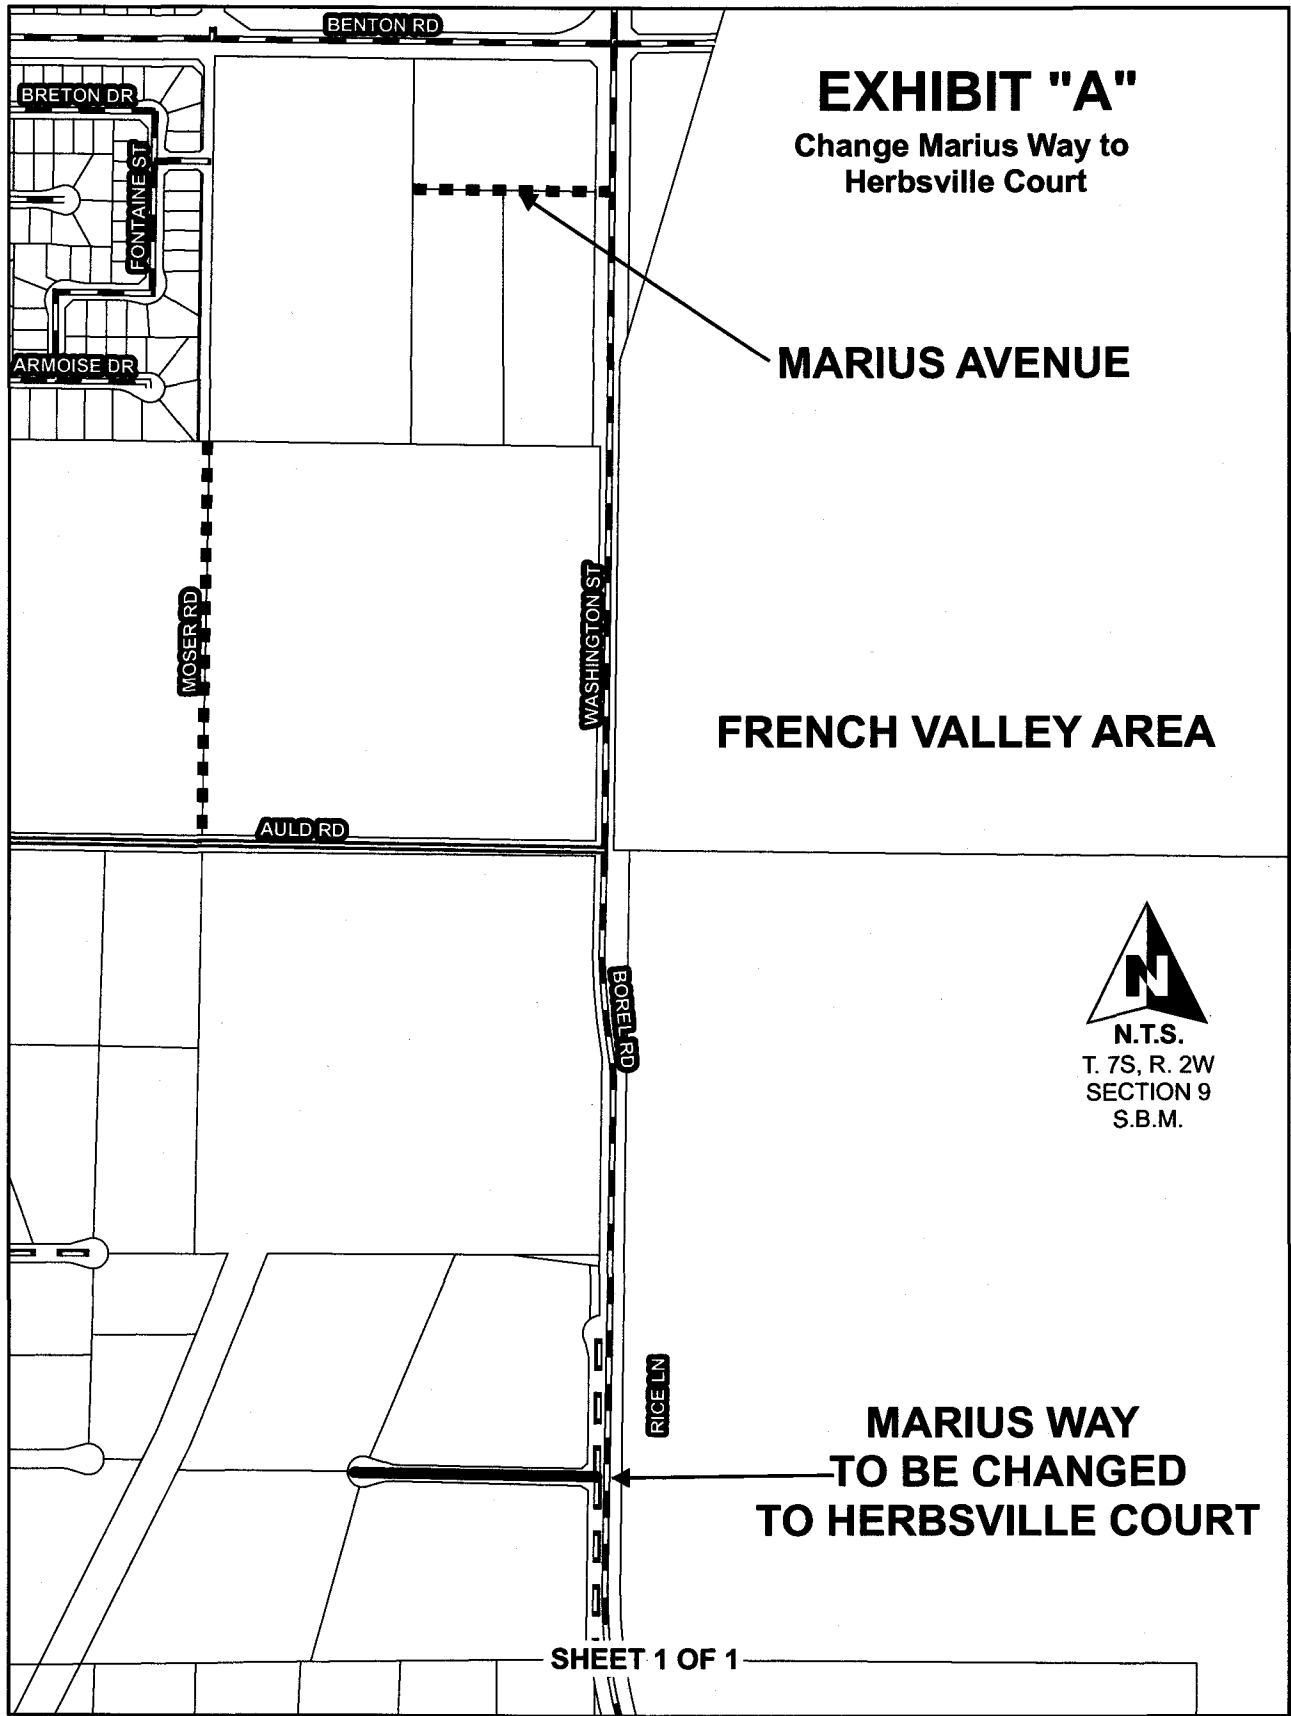 BENTON RD
EXHIBIT "A"
Change Marius Way to
Herbsville Court
BRETON DR
FONTAINE ST
MARIUS AVENUE
ARMOISE DR
MOSER RD
WASHINGTON ST
FRENCH VALLEY AREA
AULD RD
BOREL RD
N
N.T.S.
T. 7S, R. 2W
SECTION 9
S.B.M.
RICE LN
MARIUS WAY
TO BE CHANGED
TO HERBSVILLE COURT
SHEET 1 OF 1